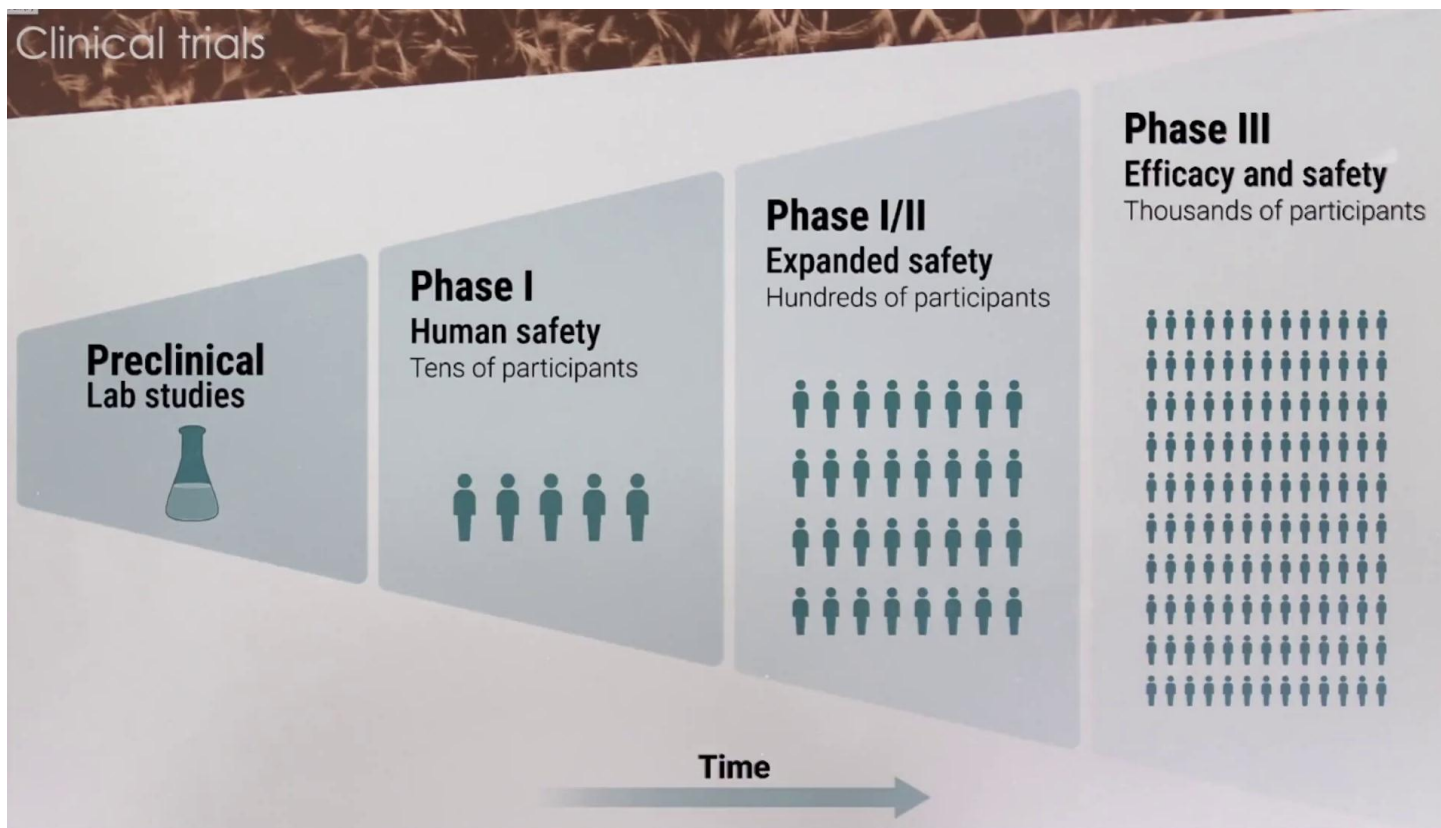 Clinical trials
Preclinical
Lab studies
Phase I
Human safety
Tens of participants
Phase I/II
Expanded safety
Hundreds of participants
Phase III
Efficacy and safety
Thousands of participants
Time